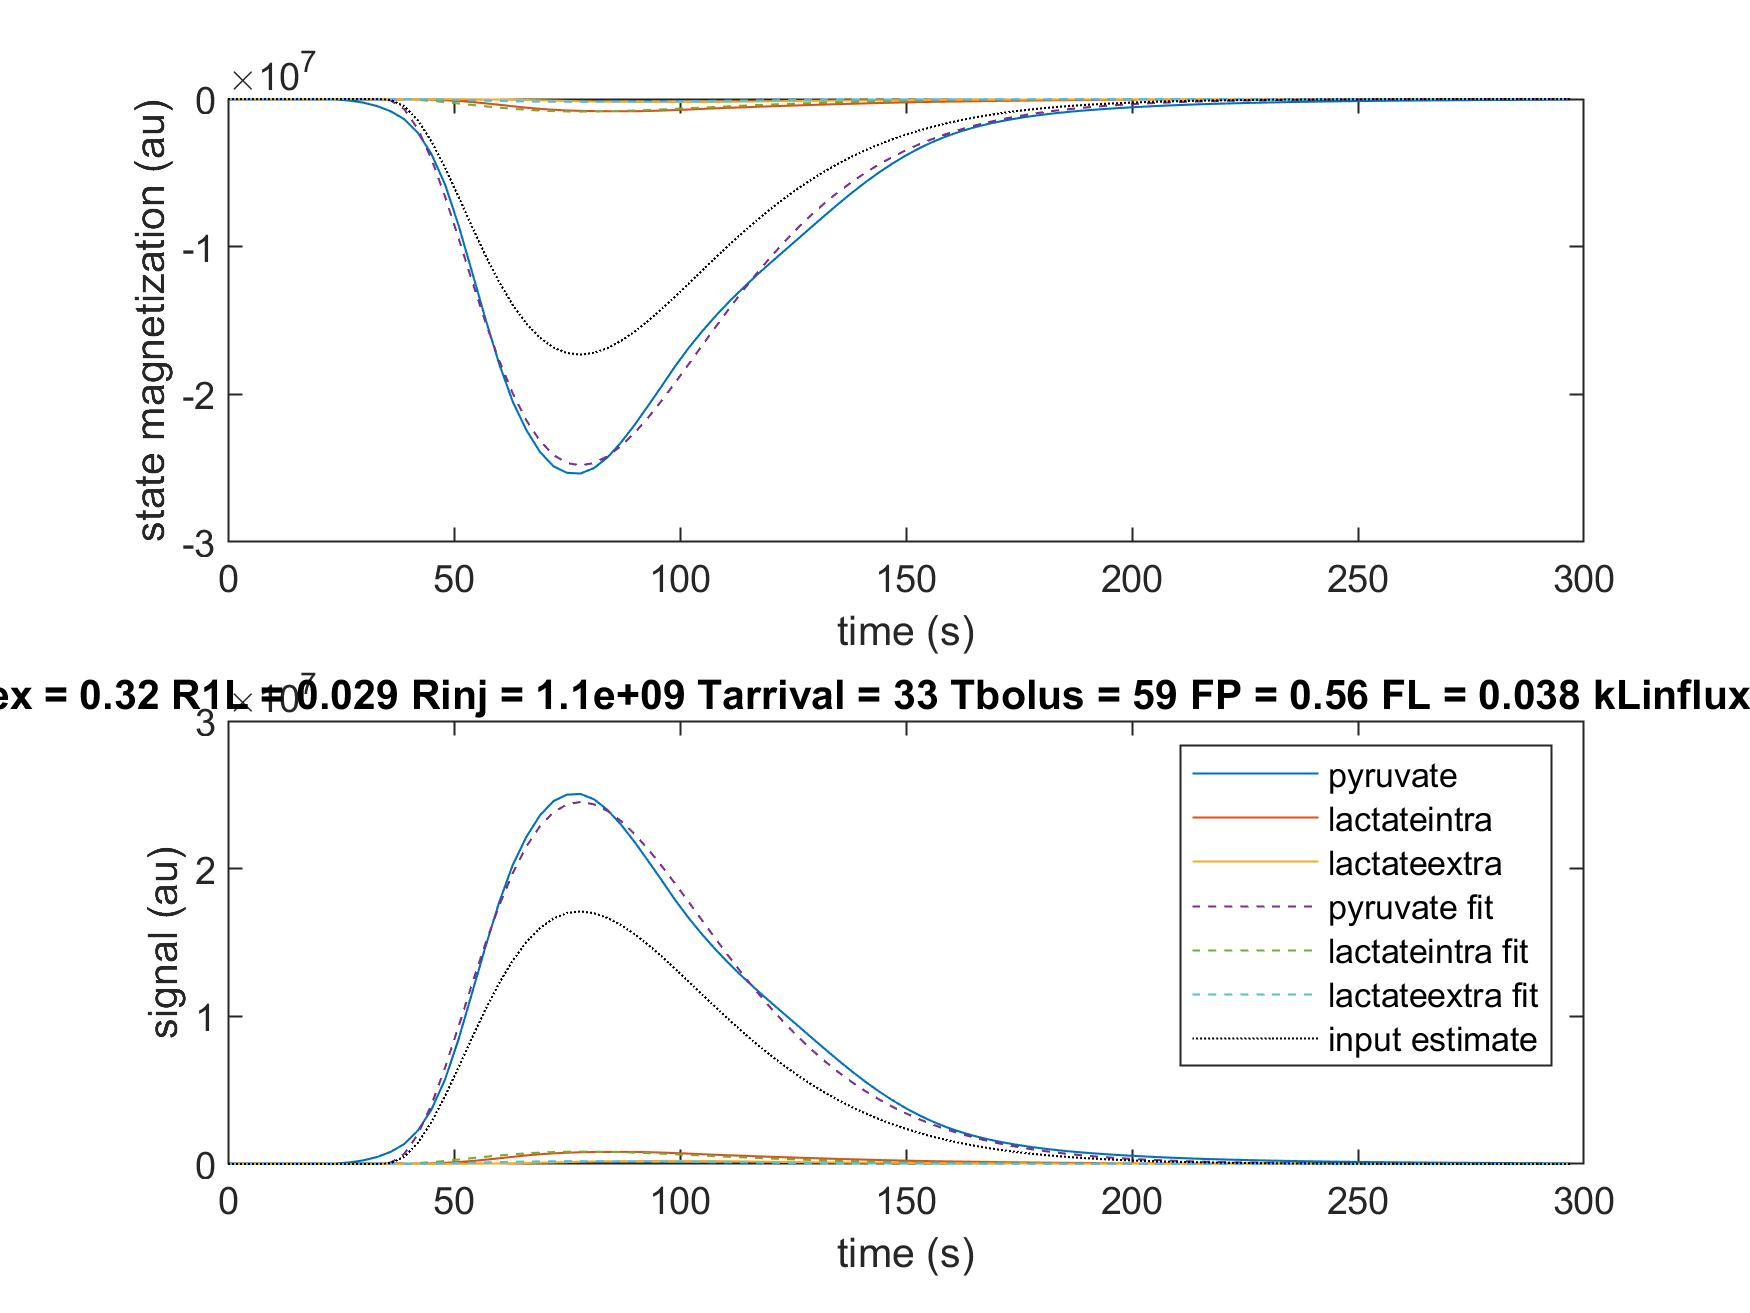 ×10^7
0
-1
-2
-3
state magnetization (au)
0 50 100 150 200 250 300
time (s)
ex = 0.32 R1L = 0.029 Rinj = 1.1e+09 Tarrival = 33 Tbolus = 59 FP = 0.56 FL = 0.038 kLinflux
×10^7
3
2
1
0
signal (au)
pyruvate
lactateintra
lactateextra
pyruvate fit
lactateintra fit
lactateextra fit
input estimate
0 50 100 150 200 250 300
time (s)